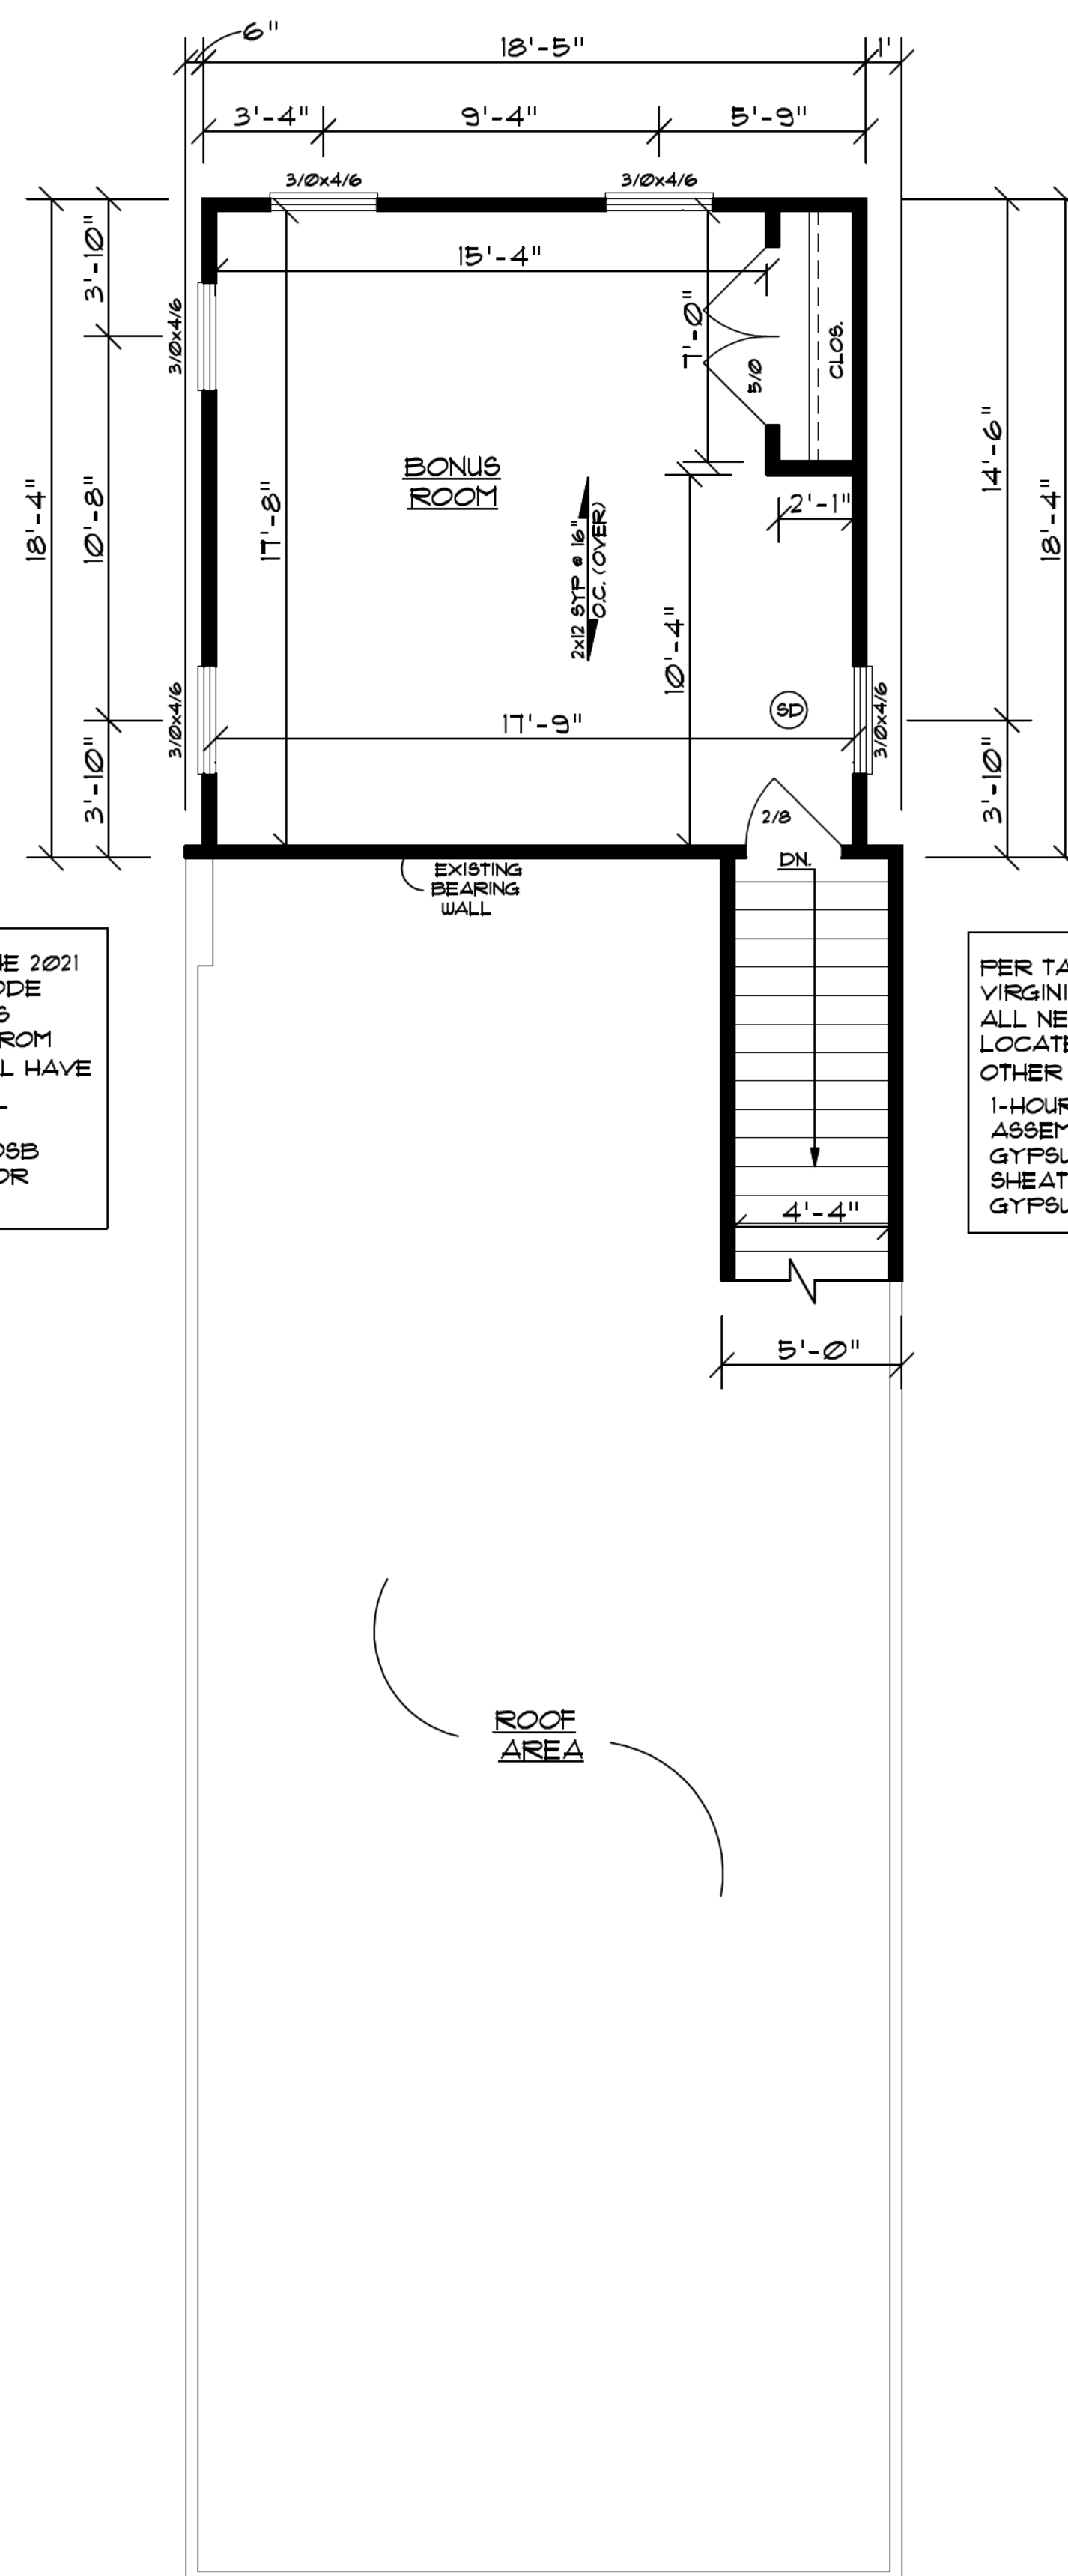 6"
18'-5"
1'
3'-4"
9'-4"
5'-9"
3/0x4/6
3/0x4/6
3'-10"
3/0x4/6
15'-4"
7'-0"
5/0
CLOS.
18'-4"
10'-8"
17'-8"
BONUS
ROOM
2x12 SYP @ 16"
O.C. (OVER)
2'-1"
14'-6"
18'-4"
10'-4"
3/0x4/6
17'-9"
SD
3/0x4/6
3'-10"
3'-10"
2/8
DN.
EXISTING
BEARING
WALL
HE 2021
ODE
S
ROM
L HAVE
-
OSB
OR
PER TA
VIRGINI
ALL NE
LOCATE
OTHER
1-HOUR
ASSEM
GYPSU
SHEAT
GYPSU
4'-4"
5'-0"
ROOF
AREA